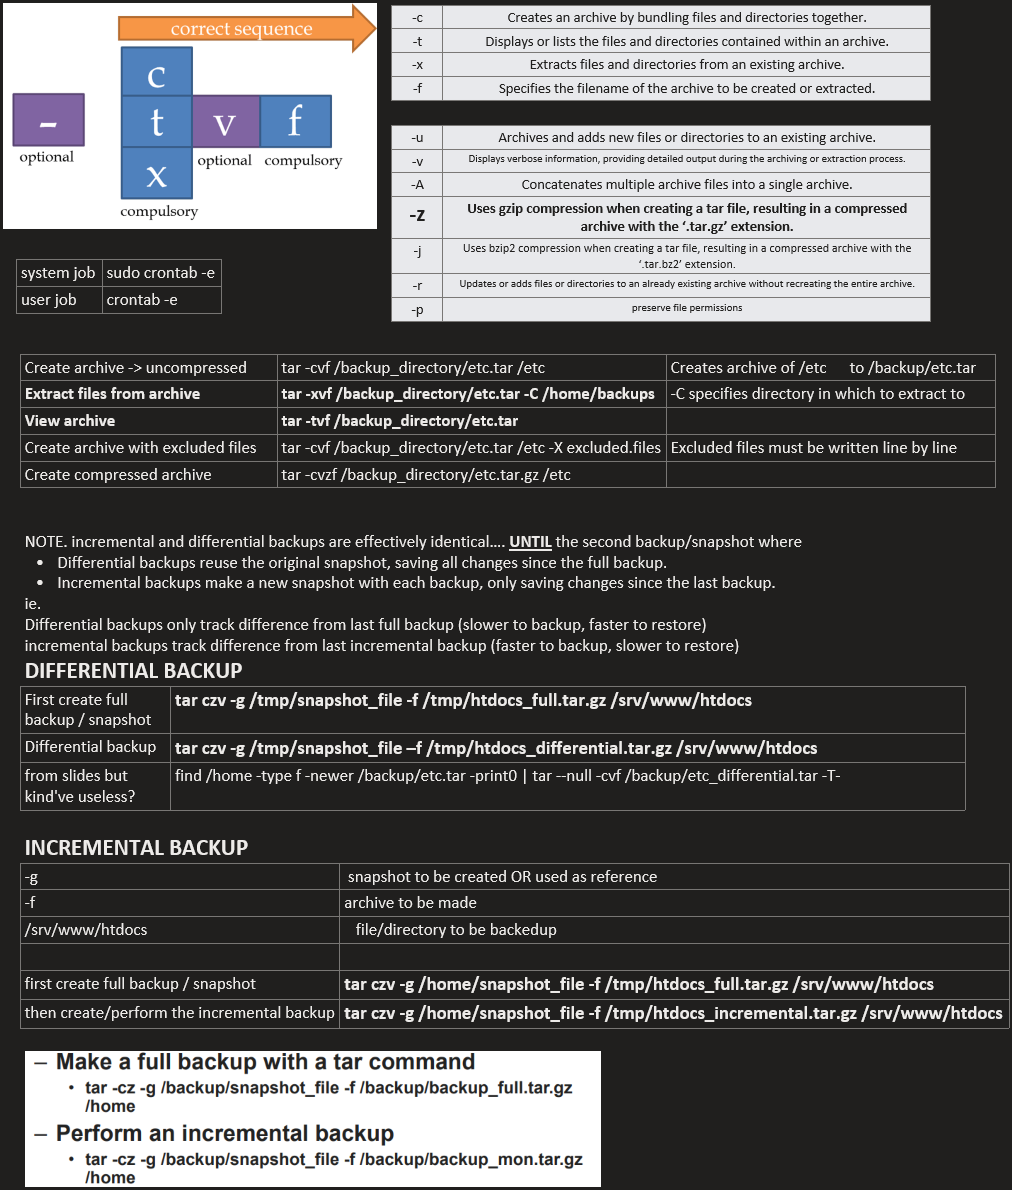 correct sequence
c
-
t
v
f
optional
optional
compulsory
x
compulsory
-c Creates an archive by bundling files and directories together.
-t Displays or lists the files and directories contained within an archive.
-x Extracts files and directories from an existing archive.
-f Specifies the filename of the archive to be created or extracted.
-u Archives and adds new files or directories to an existing archive.
-v Displays verbose information, providing detailed output during the archiving or extraction process.
-A Concatenates multiple archive files into a single archive.
-z Uses gzip compression when creating a tar file, resulting in a compressed
archive with the ‘.tar.gz’ extension.
-j Uses bzip2 compression when creating a tar file, resulting in a compressed archive with the
‘.tar.bz2’ extension.
-r Updates or adds files or directories to an already existing archive without recreating the entire archive.
-p preserve file permissions
system job sudo crontab -e
user job crontab -e
Create archive -> uncompressed tar -cvf /backup_directory/etc.tar /etc Creates archive of /etc to /backup/etc.tar
Extract files from archive tar -xvf /backup_directory/etc.tar -C /home/backups -C specifies directory in which to extract to
View archive tar -tvf /backup_directory/etc.tar
Create archive with excluded files tar -cvf /backup_directory/etc.tar /etc -X excluded.files Excluded files must be written line by line
Create compressed archive tar -cvzf /backup_directory/etc.tar.gz /etc
NOTE. incremental and differential backups are effectively identical.... UNTIL the second backup/snapshot where
• Differential backups reuse the original snapshot, saving all changes since the full backup.
• Incremental backups make a new snapshot with each backup, only saving changes since the last backup.
ie.
Differential backups only track difference from last full backup (slower to backup, faster to restore)
incremental backups track difference from last incremental backup (faster to backup, slower to restore)
DIFFERENTIAL BACKUP
First create full
backup / snapshot
tar czv -g /tmp/snapshot_file -f /tmp/htdocs_full.tar.gz /srv/www/htdocs
Differential backup tar czv -g /tmp/snapshot_file –f /tmp/htdocs_differential.tar.gz /srv/www/htdocs
from slides but
kind've useless?
find /home -type f -newer /backup/etc.tar -print0 | tar --null -cvf /backup/etc_differential.tar -T-
INCREMENTAL BACKUP
-g snapshot to be created OR used as reference
-f archive to be made
/srv/www/htdocs file/directory to be backedup
first create full backup / snapshot tar czv -g /home/snapshot_file -f /tmp/htdocs_full.tar.gz /srv/www/htdocs
then create/perform the incremental backup tar czv -g /home/snapshot_file -f /tmp/htdocs_incremental.tar.gz /srv/www/htdocs
– Make a full backup with a tar command
• tar -cz -g /backup/snapshot_file -f /backup/backup_full.tar.gz
/home
– Perform an incremental backup
• tar -cz -g /backup/snapshot_file -f /backup/backup_mon.tar.gz
/home